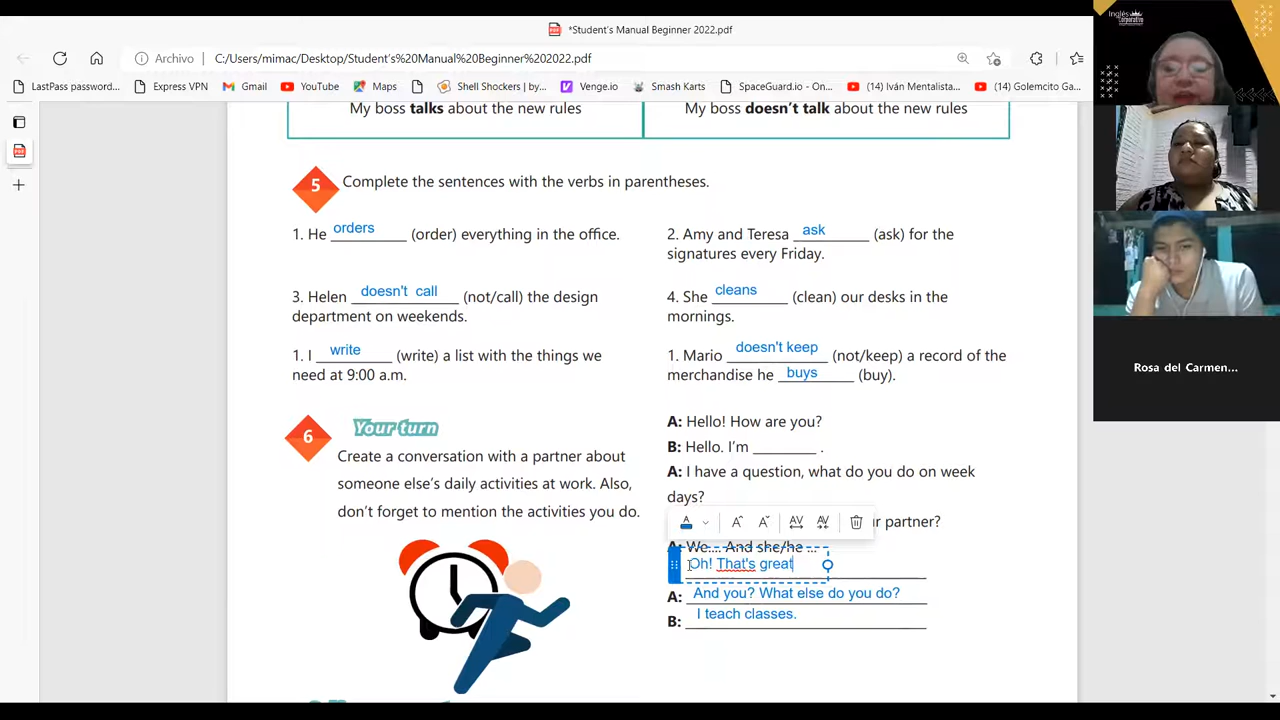 *Student's Manual Beginner 2022.pdf
Archivo C:/Users/mimac/Desktop/Student's%20Manual%20Beginner%202022.pdf
LastPass password... Express VPN Gmail YouTube Maps Shell Shockers | by... Venge.io Smash Karts SpaceGuard.io - On... (14) Iván Mentalista... (14) Golemcito Ga...
My boss talks about the new rules
My boss doesn't talk about the new rules
5 Complete the sentences with the verbs in parentheses.
1. He orders (order) everything in the office.
2. Amy and Teresa ask (ask) for the
signatures every Friday.
3. Helen doesn't call (not/call) the design
department on weekends.
4. She cleans (clean) our desks in the
mornings.
1. I write (write) a list with the things we
need at 9:00 a.m.
1. Mario doesn't keep (not/keep) a record of the
merchandise he buys (buy).
6 Your turn
Create a conversation with a partner about
someone else's daily activities at work. Also,
don't forget to mention the activities you do.
A: Hello! How are you?
B: Hello. I'm ________ .
A: I have a question, what do you do on week
days?
r partner?
A: We.... And she/he ...
Oh! That's great
A: And you? What else do you do?
B: I teach classes.
Inglés
Corporativo
Rosa del Carmen...